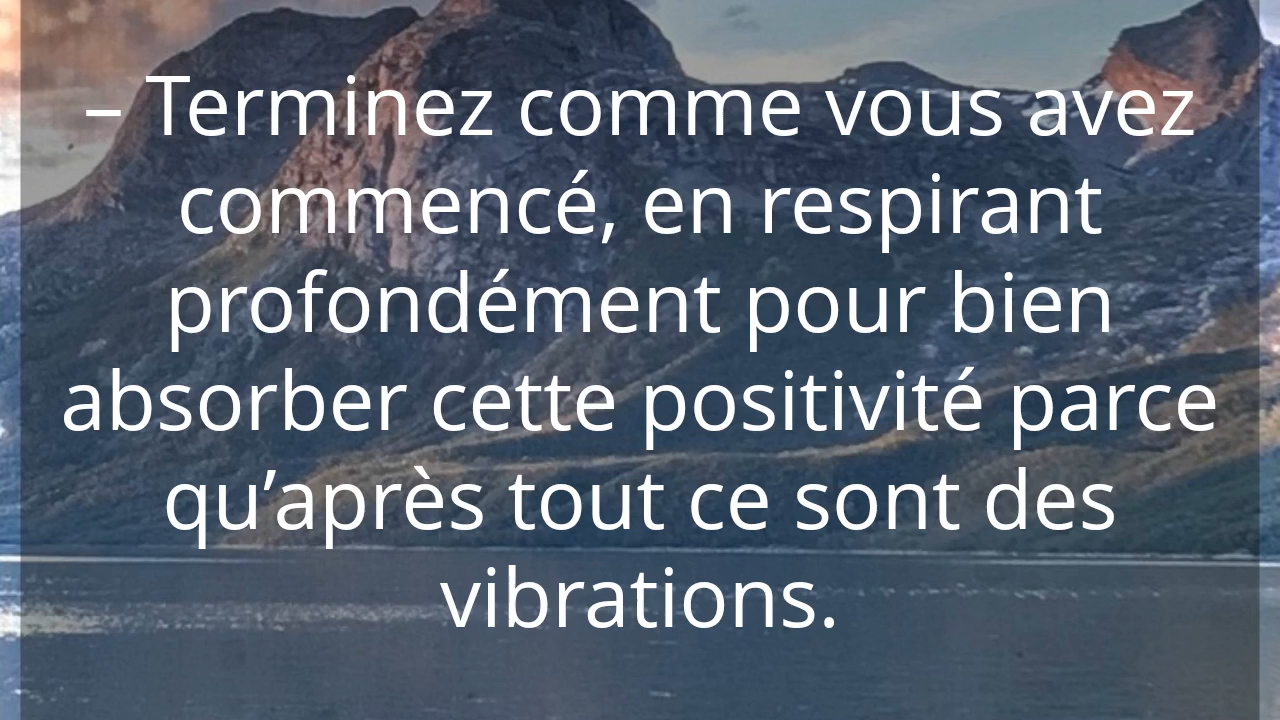 – Terminez comme vous avez
commencé, en respirant
profondément pour bien
absorber cette positivité parce
qu’après tout ce sont des
vibrations.